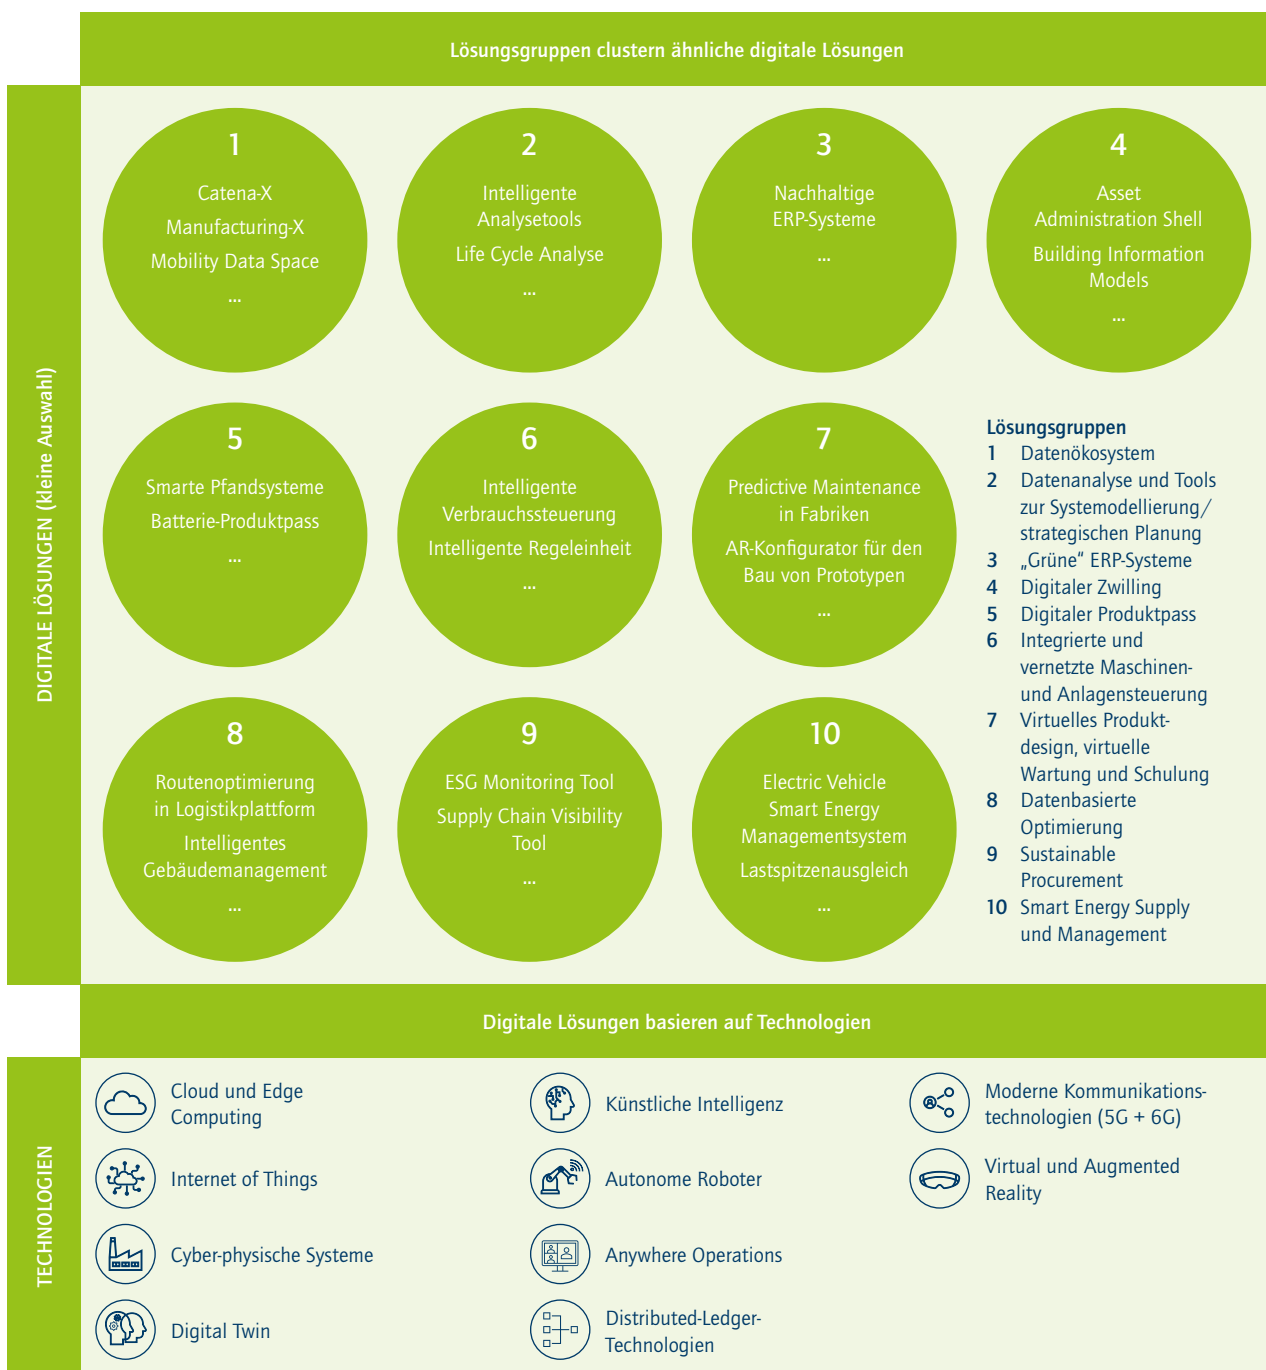 Lösungsgruppen clustern ähnliche digitale Lösungen
DIGITALE LÖSUNGEN (kleine Auswahl)
1
Catena-X
Manufacturing-X
Mobility Data Space
...
2
Intelligente
Analysetools
Life Cycle Analyse
...
3
Nachhaltige
ERP-Systeme
...
4
Asset
Administration Shell
Building Information
Models
...
5
Smarte Pfandsysteme
Batterie-Produktpass
...
6
Intelligente
Verbrauchssteuerung
Intelligente Regeleinheit
...
7
Predictive Maintenance
in Fabriken
AR-Konfigurator für den
Bau von Prototypen
...
8
Routenoptimierung
in Logistikplattform
Intelligentes
Gebäudemanagement
...
9
ESG Monitoring Tool
Supply Chain Visibility
Tool
...
10
Electric Vehicle
Smart Energy
Managementsystem
Lastspitzenausgleich
...
Lösungsgruppen
1 Datenökosystem
2 Datenanalyse und Tools
zur Systemodellierung/
strategischen Planung
3 „Grüne“ ERP-Systeme
4 Digitaler Zwilling
5 Digitaler Produktpass
6 Integrierte und
vernetzte Maschinen-
und Anlagensteuerung
7 Virtuelles Produkt-
design, virtuelle
Wartung und Schulung
8 Datenbasierte
Optimierung
9 Sustainable
Procurement
10 Smart Energy Supply
und Management
Digitale Lösungen basieren auf Technologien
TECHNOLOGIEN
Cloud und Edge
Computing
Internet of Things
Cyber-physische Systeme
Digital Twin
Künstliche Intelligenz
Autonome Roboter
Anywhere Operations
Distributed-Ledger-
Technologien
Moderne Kommunikations-
technologien (5G + 6G)
Virtual und Augmented
Reality